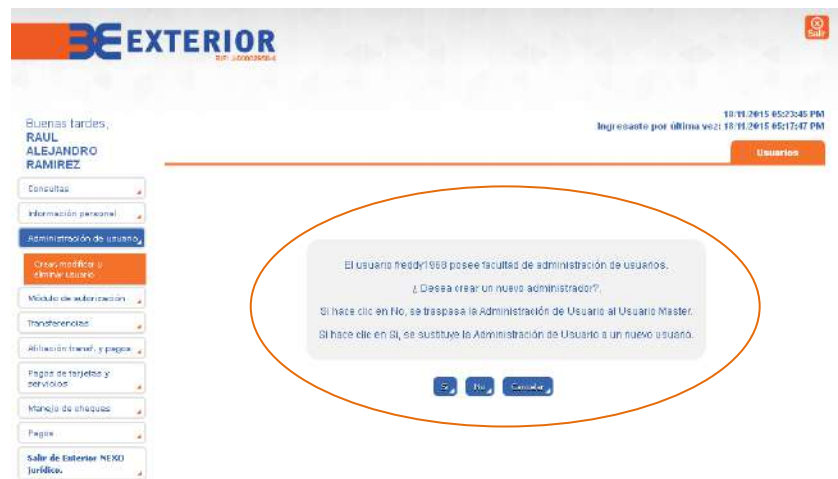 EXTERIOR
Salir
18/11/2015 05:23:45 PM
Ingresante por última vez: 18/11/2015 05:17:47 PM
Buenas tardes,
RAUL
ALEJANDRO
RAMIREZ
Usuarios
Consultas
Información personal
Administración de usuario
Crear, modificar o
eliminar usuario
Módulo de autorización
Transferencias
Afiliación transf. y pagos
Pagos de tarjetas y
servicios
Manejo de cheques
Pagos
Salir de Exterior NEXO
Jurídico.
El usuario freddy1968 posee facultad de administración de usuarios.
¿ Desea crear un nuevo administrador?.
Si hace clic en No, se traspasa la Administración de Usuario al Usuario Master.
Si hace clic en Si, se sustituye la Administración de Usuario a un nuevo usuario.
Si
No
Cancelar